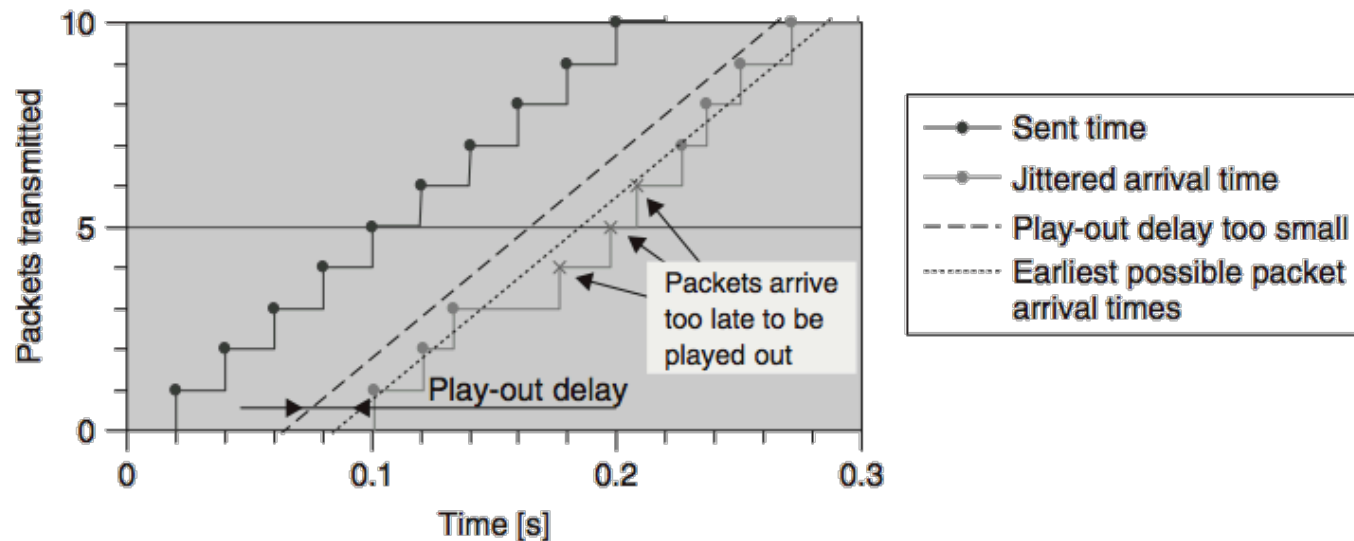 Packets transmitted
10
5
0
0
0.1
0.2
0.3
Time [s]
Play-out delay
Packets arrive
too late to be
played out
Sent time
Jittered arrival time
Play-out delay too small
Earliest possible packet
arrival times